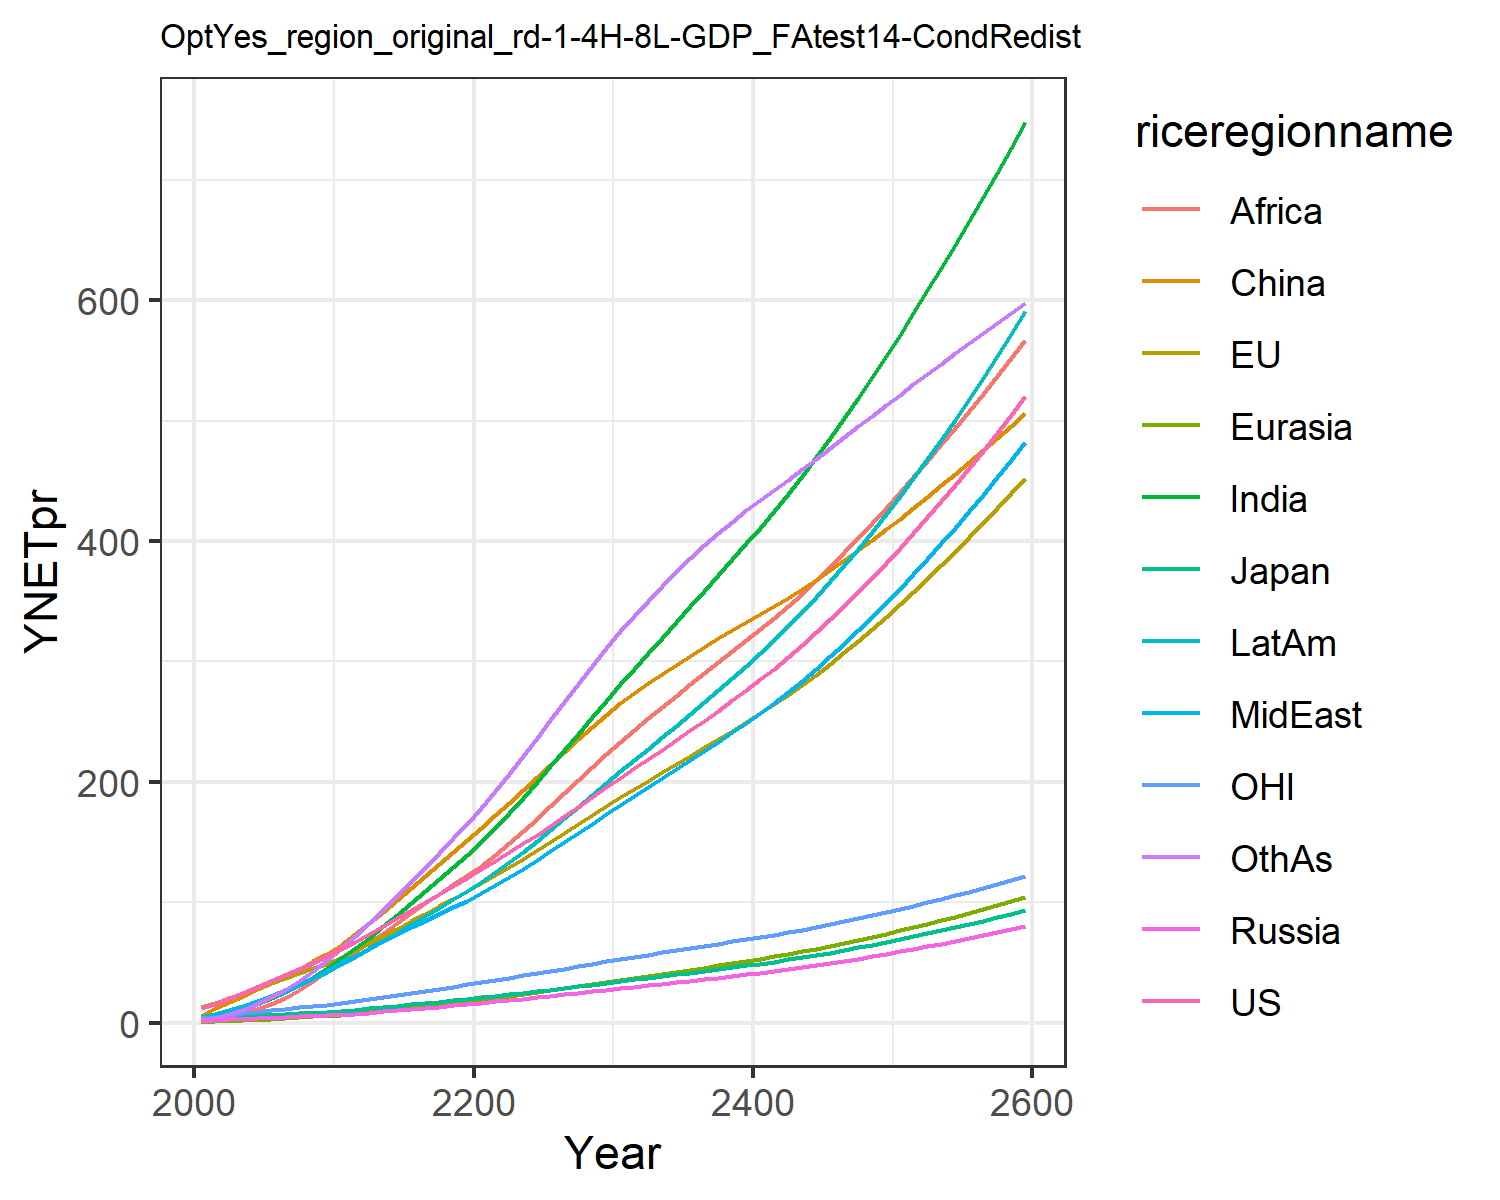 OptYes_region_original_rd-1-4H-8L-GDP_FAtest14-CondRedist
YNETpr
600
400
200
0
2000 2200 2400 2600
Year
riceregionname
Africa
China
EU
Eurasia
India
Japan
LatAm
MidEast
OHI
OthAs
Russia
US